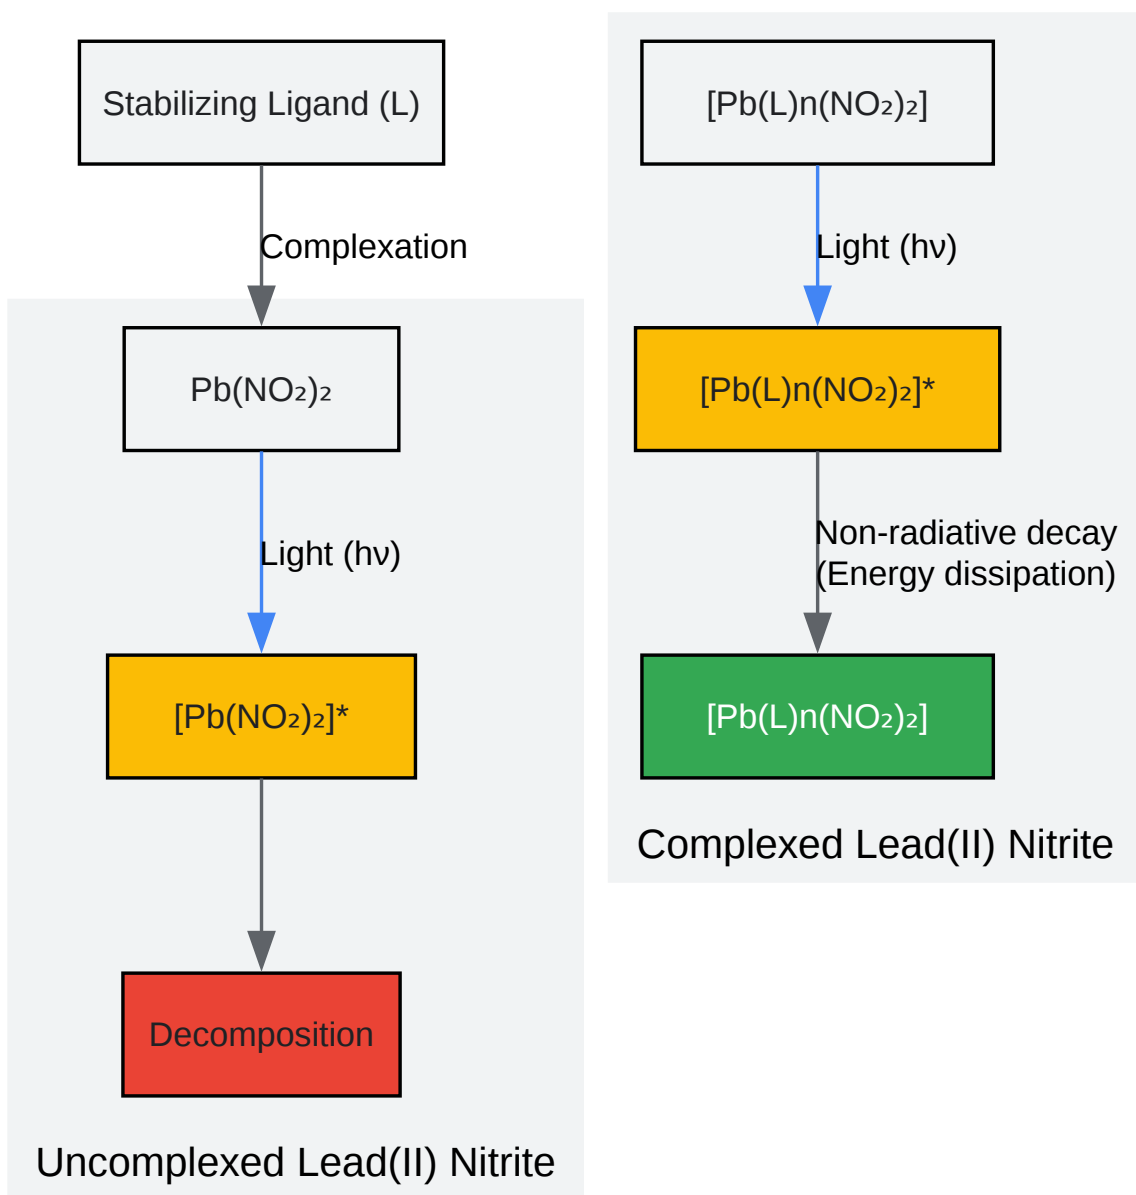 Stabilizing Ligand (L)
Complexation
Pb(NO₂)₂
Light (hν)
[Pb(NO₂)₂]*
Decomposition
Uncomplexed Lead(II) Nitrite
[Pb(L)n(NO₂)₂]
Light (hν)
[Pb(L)n(NO₂)₂]*
Non-radiative decay
(Energy dissipation)
[Pb(L)n(NO₂)₂]
Complexed Lead(II) Nitrite